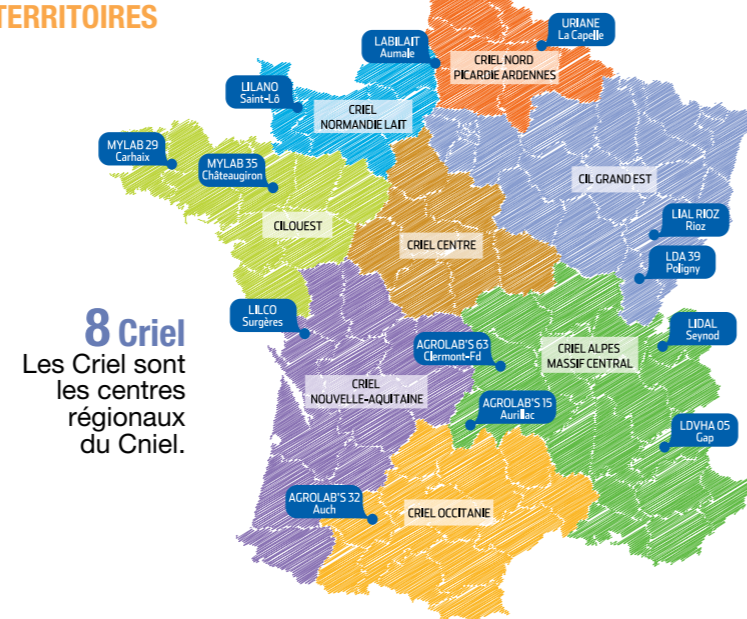 TERRITOIRES
URIANE
La Capelle
LABILAIT
Aumale
CRIEL NORD
PICARDIE ARDENNES
LILANO
Saint-Lô
CRIEL
NORMANDIE LAIT
MYLAB 29
Carhaix
MYLAB 35
Châteaugiron
CIL GRAND EST
CILOUEST
CRIEL CENTRE
LIAL RIOZ
Rioz
LDA 39
Poligny
LILCO
Surgères
8 Criel
Les Criel sont
les centres
régionaux
du Cniel.
AGROLAB'S 63
Clermont-Fd
CRIEL ALPES
MASSIF CENTRAL
LIDAL
Seynod
CRIEL
NOUVELLE-AQUITAINE
AGROLAB'S 15
Aurillac
LDVHA 05
Gap
AGROLAB'S 32
Auch
CRIEL OCCITANIE